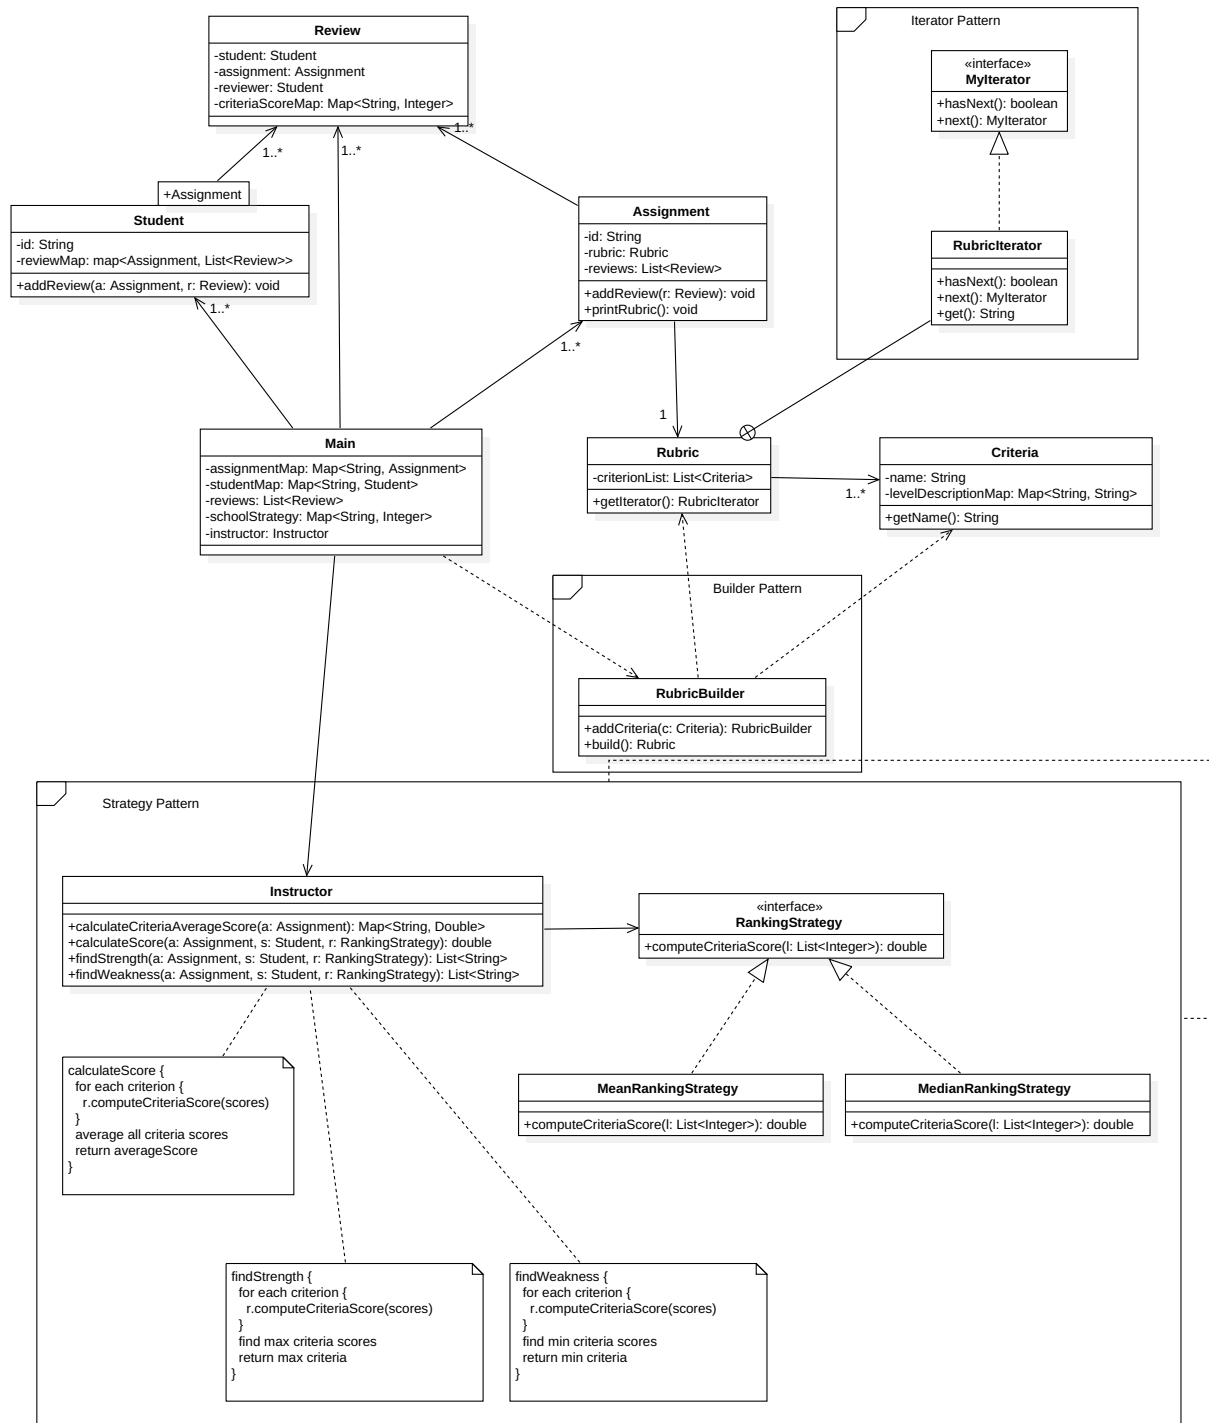 Review
-student: Student
-assignment: Assignment
-reviewer: Student
-criteriaScoreMap: Map<String, Integer>
1..*
1..*
1..*
Iterator Pattern
«interface»
MyIterator
+hasNext(): boolean
+next(): MyIterator
RubricIterator
+hasNext(): boolean
+next(): MyIterator
+get(): String
+Assignment
Student
-id: String
-reviewMap: map<Assignment, List<Review>>
+addReview(a: Assignment, r: Review): void
1..*
Assignment
-id: String
-rubric: Rubric
-reviews: List<Review>
+addReview(r: Review): void
+printRubric(): void
1..*
1
Main
-assignmentMap: Map<String, Assignment>
-studentMap: Map<String, Student>
-reviews: List<Review>
-schoolStrategy: Map<String, Integer>
-instructor: Instructor
Rubric
-criterionList: List<Criteria>
+getIterator(): RubricIterator
1..*
Criteria
-name: String
-levelDescriptionMap: Map<String, String>
+getName(): String
Builder Pattern
RubricBuilder
+addCriteria(c: Criteria): RubricBuilder
+build(): Rubric
Strategy Pattern
Instructor
+calculateCriteriaAverageScore(a: Assignment): Map<String, Double>
+calculateScore(a: Assignment, s: Student, r: RankingStrategy): double
+findStrength(a: Assignment, s: Student, r: RankingStrategy): List<String>
+findWeakness(a: Assignment, s: Student, r: RankingStrategy): List<String>
«interface»
RankingStrategy
+computeCriteriaScore(l: List<Integer>): double
MeanRankingStrategy
+computeCriteriaScore(l: List<Integer>): double
MedianRankingStrategy
+computeCriteriaScore(l: List<Integer>): double
calculateScore {
for each criterion {
r.computeCriteriaScore(scores)
}
average all criteria scores
return averageScore
}
findStrength {
for each criterion {
r.computeCriteriaScore(scores)
}
find max criteria scores
return max criteria
}
findWeakness {
for each criterion {
r.computeCriteriaScore(scores)
}
find min criteria scores
return min criteria
}